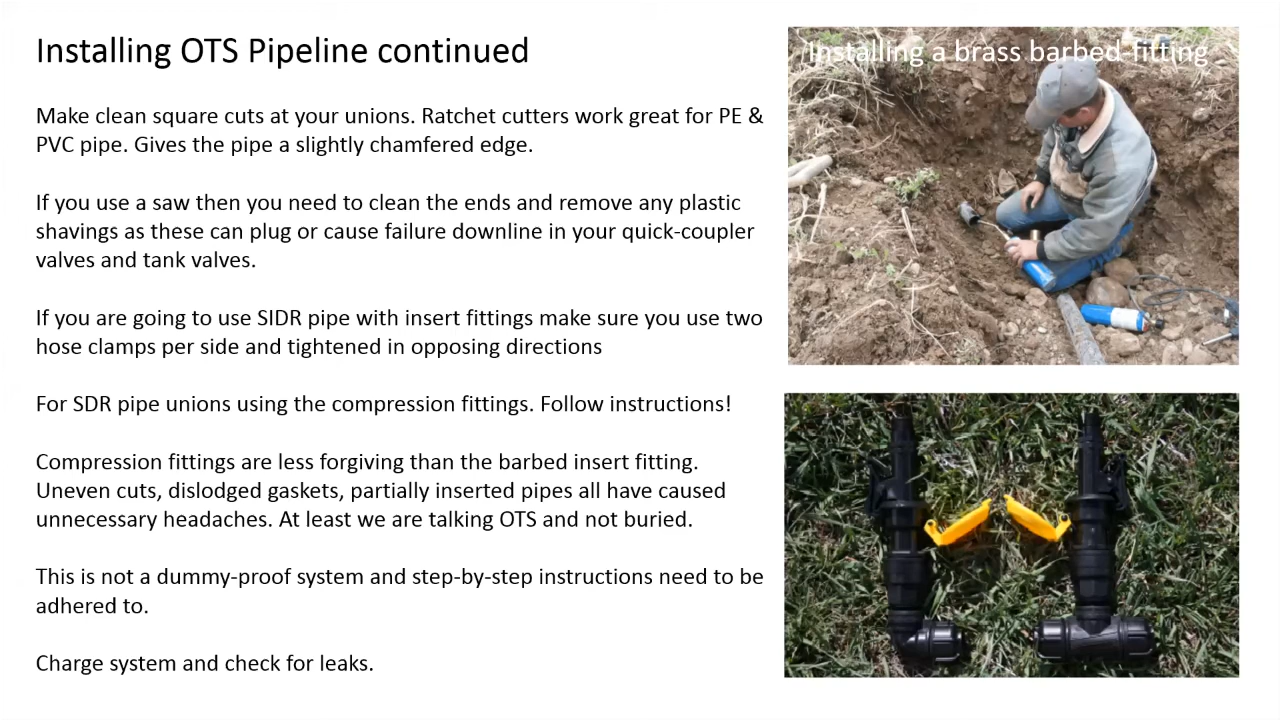 Installing OTS Pipeline continued
Installing a brass barbed-fitting
Make clean square cuts at your unions. Ratchet cutters work great for PE &
PVC pipe. Gives the pipe a slightly chamfered edge.
If you use a saw then you need to clean the ends and remove any plastic
shavings as these can plug or cause failure downline in your quick-coupler
valves and tank valves.
If you are going to use SIDR pipe with insert fittings make sure you use two
hose clamps per side and tightened in opposing directions
For SDR pipe unions using the compression fittings. Follow instructions!
Compression fittings are less forgiving than the barbed insert fitting.
Uneven cuts, dislodged gaskets, partially inserted pipes all have caused
unnecessary headaches. At least we are talking OTS and not buried.
This is not a dummy-proof system and step-by-step instructions need to be
adhered to.
Charge system and check for leaks.